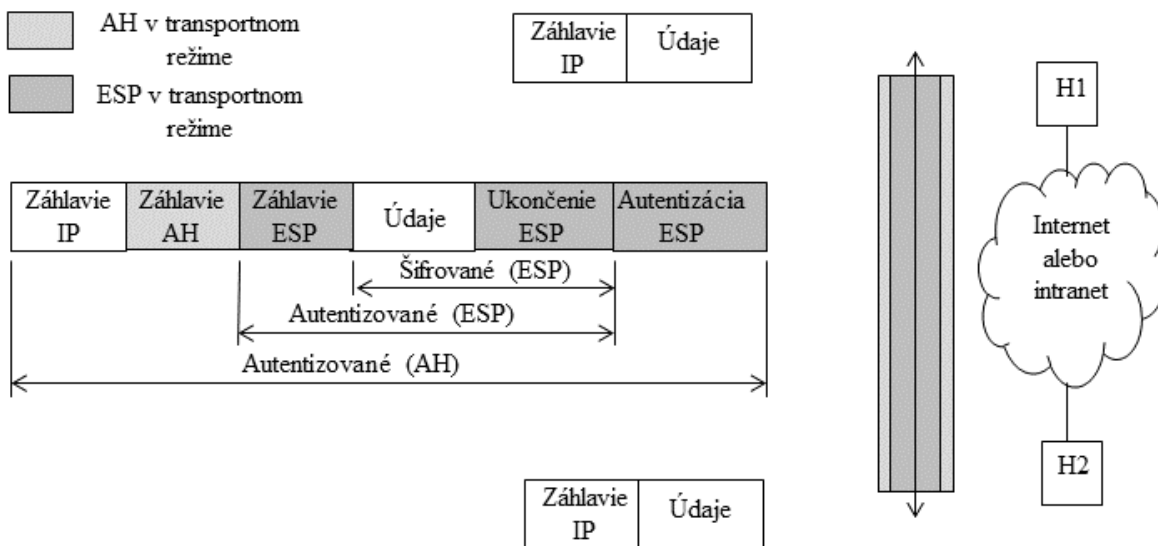 AH v transportnom
režime
ESP v transportnom
režime
Záhlavie
IP
Údaje
H1
Záhlavie
IP
Záhlavie
AH
Záhlavie
ESP
Údaje
Ukončenie
ESP
Autentizácia
ESP
Šifrované (ESP)
Autentizované (ESP)
Autentizované (AH)
Internet
alebo
intranet
H2
Záhlavie
IP
Údaje